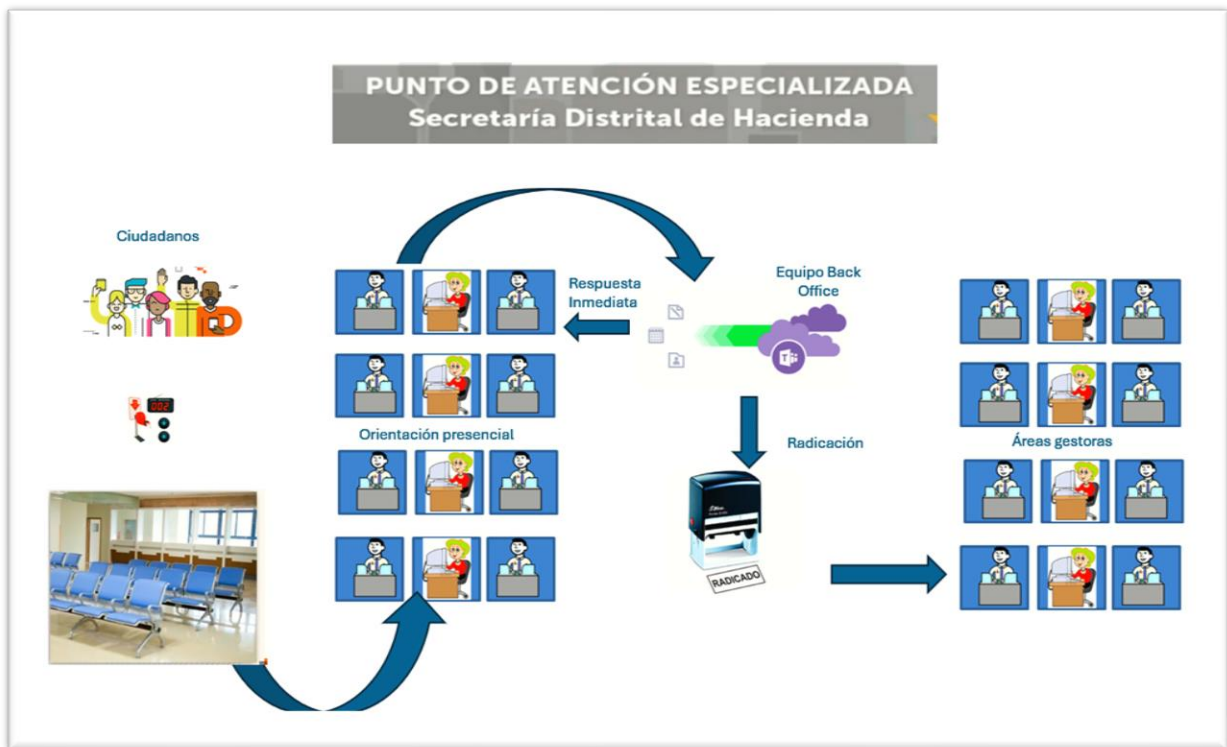 PUNTO DE ATENCIÓN ESPECIALIZADA
Secretaría Distrital de Hacienda
Ciudadanos
Respuesta
Inmediata
Equipo Back
Office
002
Orientación presencial
Radicación
Áreas gestoras
RADICADO